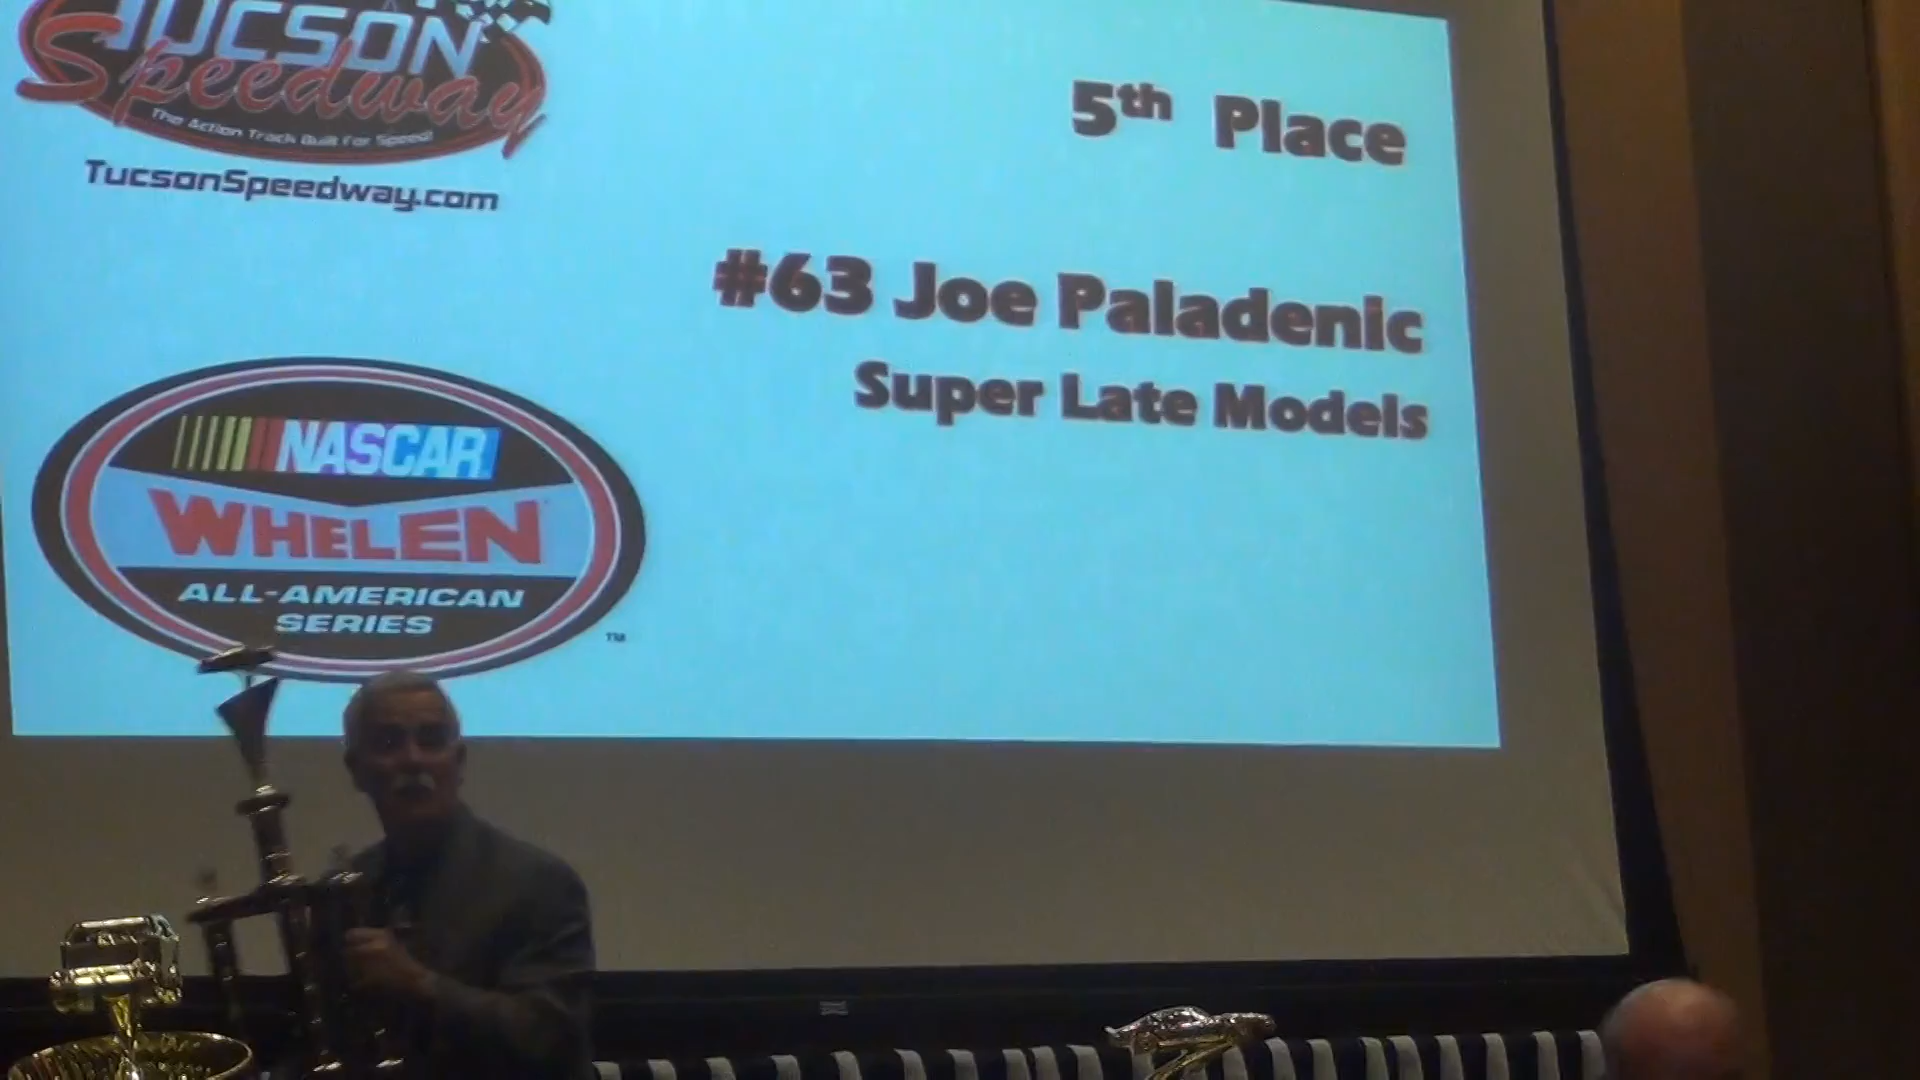 TUCSON
Speedway
The Action Track Built For Speed!
TucsonSpeedway.com
5th Place
#63 Joe Paladenic
Super Late Models
NASCAR
WHELEN
ALL-AMERICAN
SERIES
TM